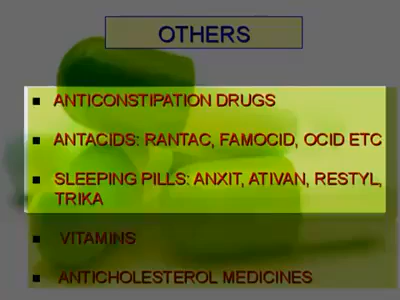 OTHERS
ANTICONSTIPATION DRUGS
ANTACIDS: RANTAC, FAMOCID, OCID ETC
SLEEPING PILLS: ANXIT, ATIVAN, RESTYL,
TRIKA
VITAMINS
ANTICHOLESTEROL MEDICINES